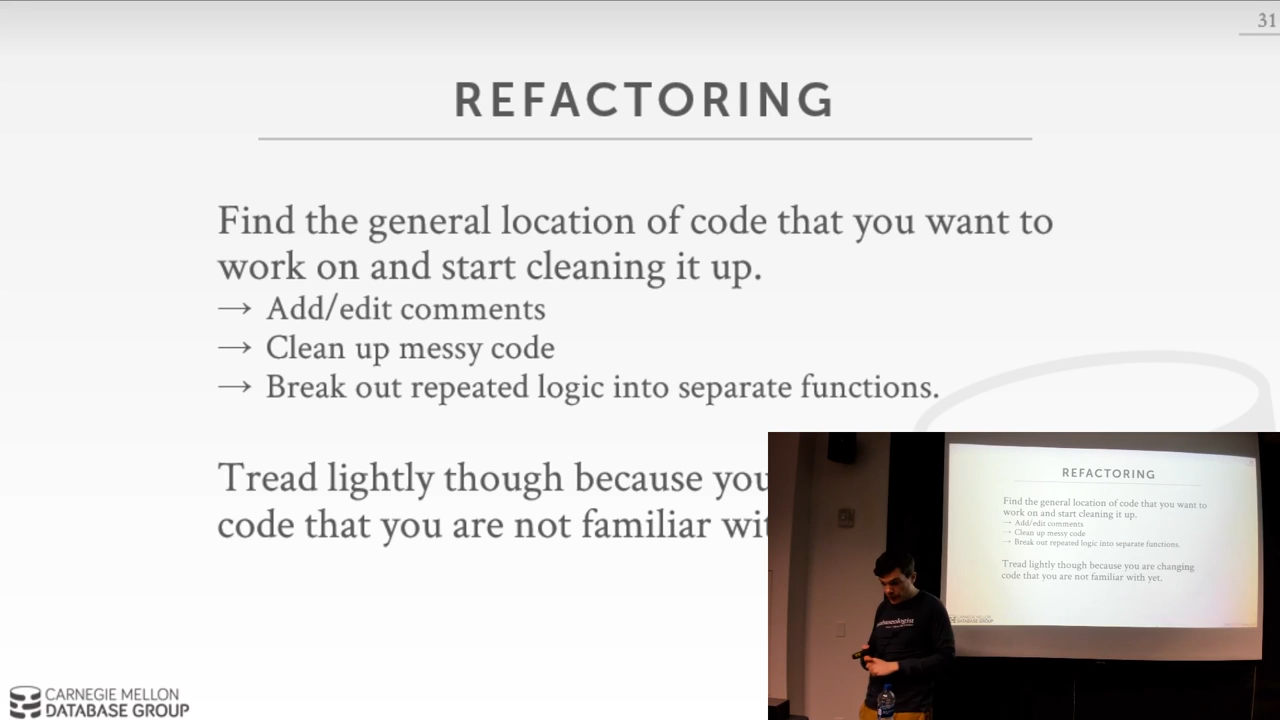 31
REFACTORING
Find the general location of code that you want to
work on and start cleaning it up.
→ Add/edit comments
→ Clean up messy code
→ Break out repeated logic into separate functions.
Tread lightly though because you
code that you are not familiar
CARNEGIE MELLON
DATABASE GROUP
REFACTORING
Find the general location of code that you want to
work on and start cleaning it up.
→ Add/edit comments
→ Clean up messy code
→ Break out repeated logic into separate functions.
Tread lightly though because you are changing
code that you are not familiar with yet.
DATABASE GROUP